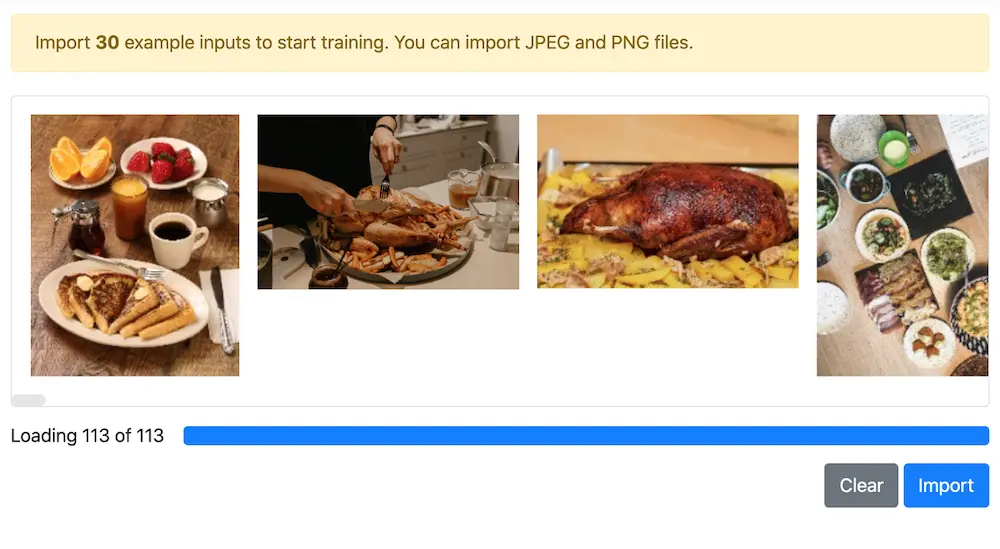 Import 30 example inputs to start training. You can import JPEG and PNG files.
Loading 113 of 113
Clear
Import